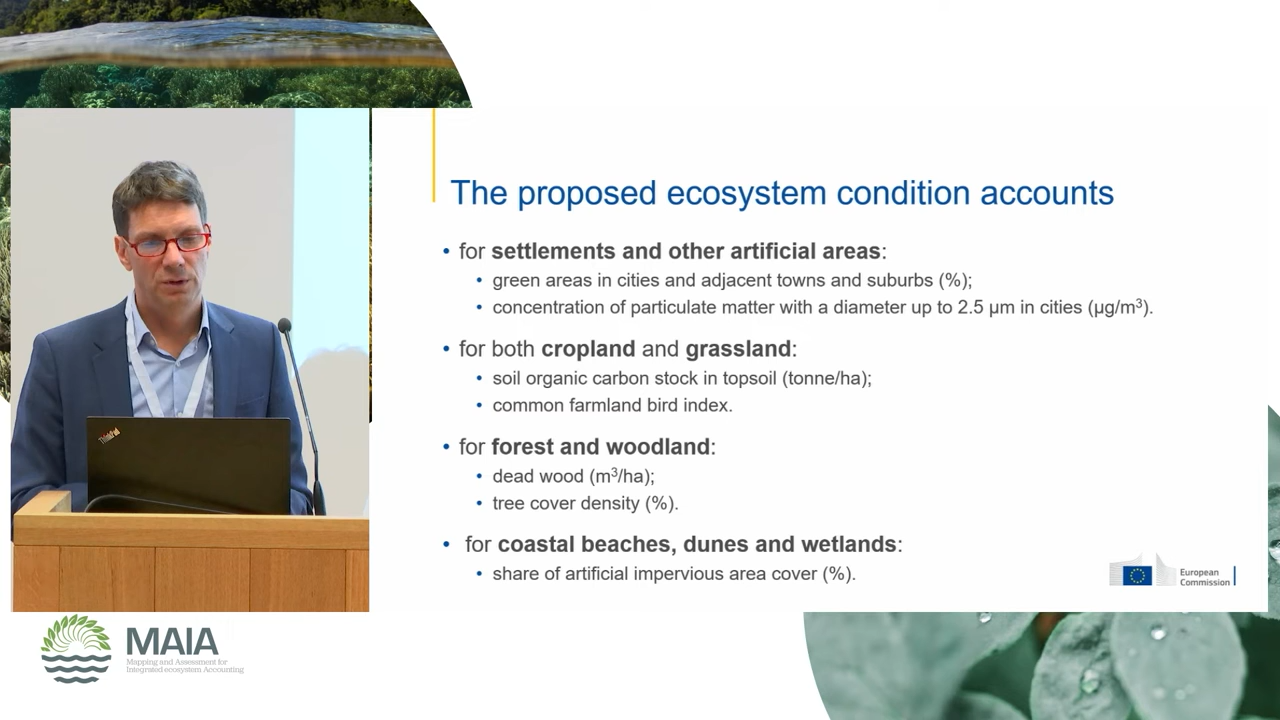 The proposed ecosystem condition accounts
• for settlements and other artificial areas:
• green areas in cities and adjacent towns and suburbs (%);
• concentration of particulate matter with a diameter up to 2.5 µm in cities (µg/m³).
• for both cropland and grassland:
• soil organic carbon stock in topsoil (tonne/ha);
• common farmland bird index.
• for forest and woodland:
• dead wood (m³/ha);
• tree cover density (%).
• for coastal beaches, dunes and wetlands:
• share of artificial impervious area cover (%).
European
Commission
ThinkPad
MAIA
Mapping and Assessment for
Integrated ecosystem Accounting